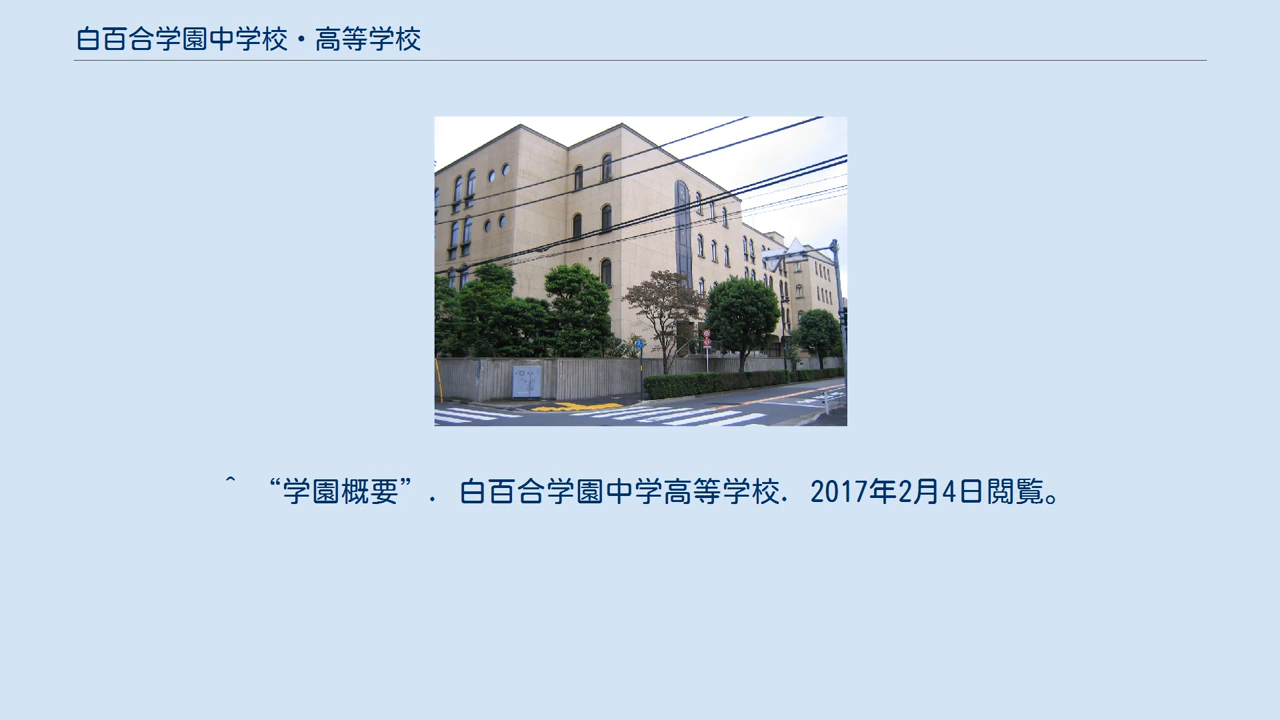 白百合学園中学校・高等学校
^ “学園概要”. 白百合学園中学高等学校. 2017年2月4日閲覧。